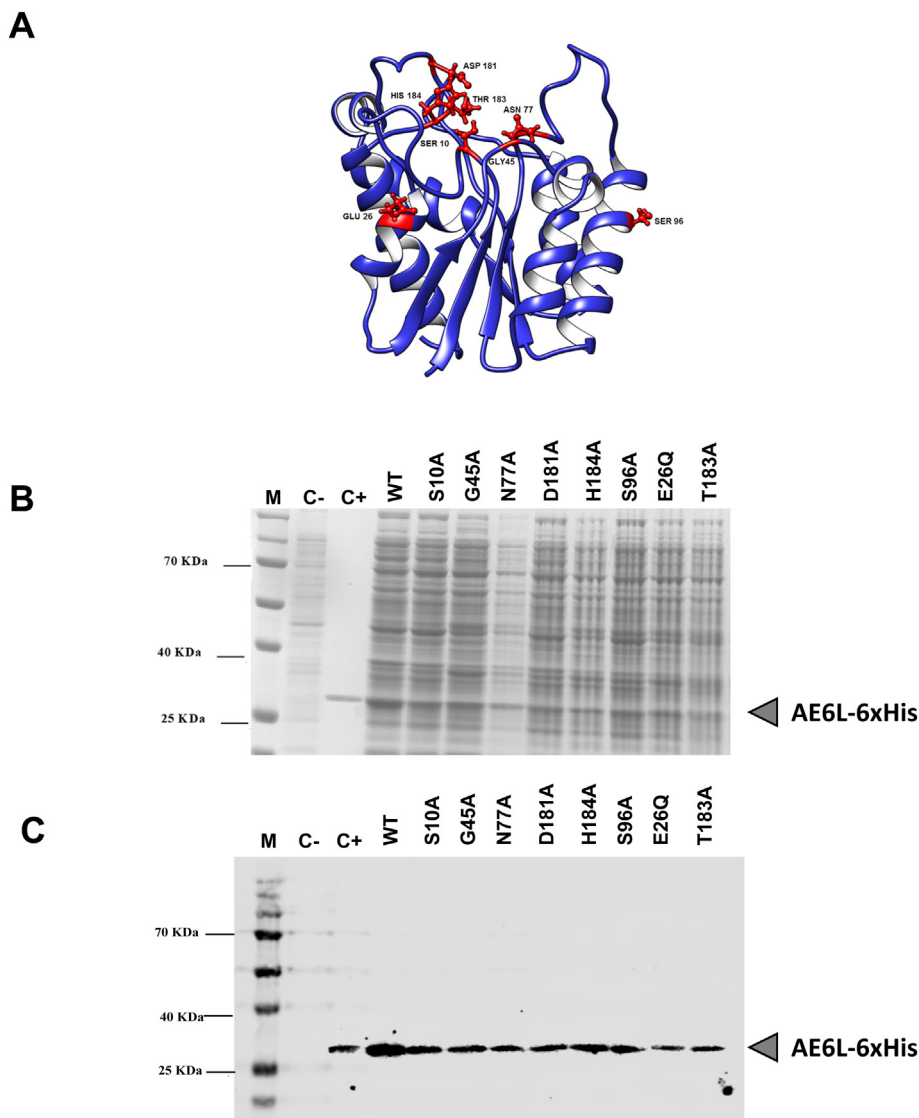 A
ASP 181
HIS 184
THR 183
ASN 77
SER 10
GLY45
GLU 26
SER 96
B
M C- C+ WT S10A G45A N77A D181A H184A S96A E26Q T183A
70 KDa
40 KDa
25 KDa
AE6L-6xHis
C
M C- C+ WT S10A G45A N77A D181A H184A S96A E26Q T183A
70 KDa
40 KDa
25 KDa
AE6L-6xHis